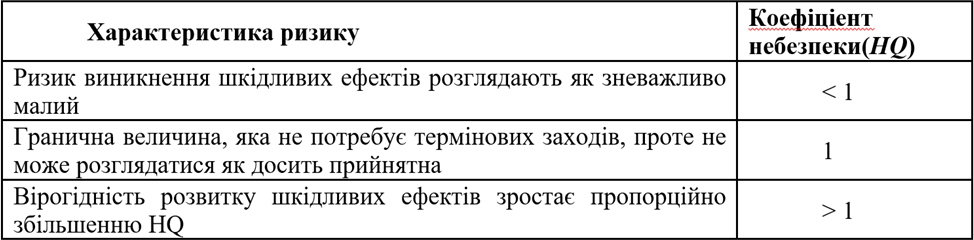 Характеристика ризику
Коефіцієнт
небезпеки(HQ)
Ризик виникнення шкідливих ефектів розглядають як зневажливо
малий
< 1
Гранична величина, яка не потребує термінових заходів, проте не
може розглядатися як досить прийнятна
1
Вірогідність розвитку шкідливих ефектів зростає пропорційно
збільшенню HQ
> 1